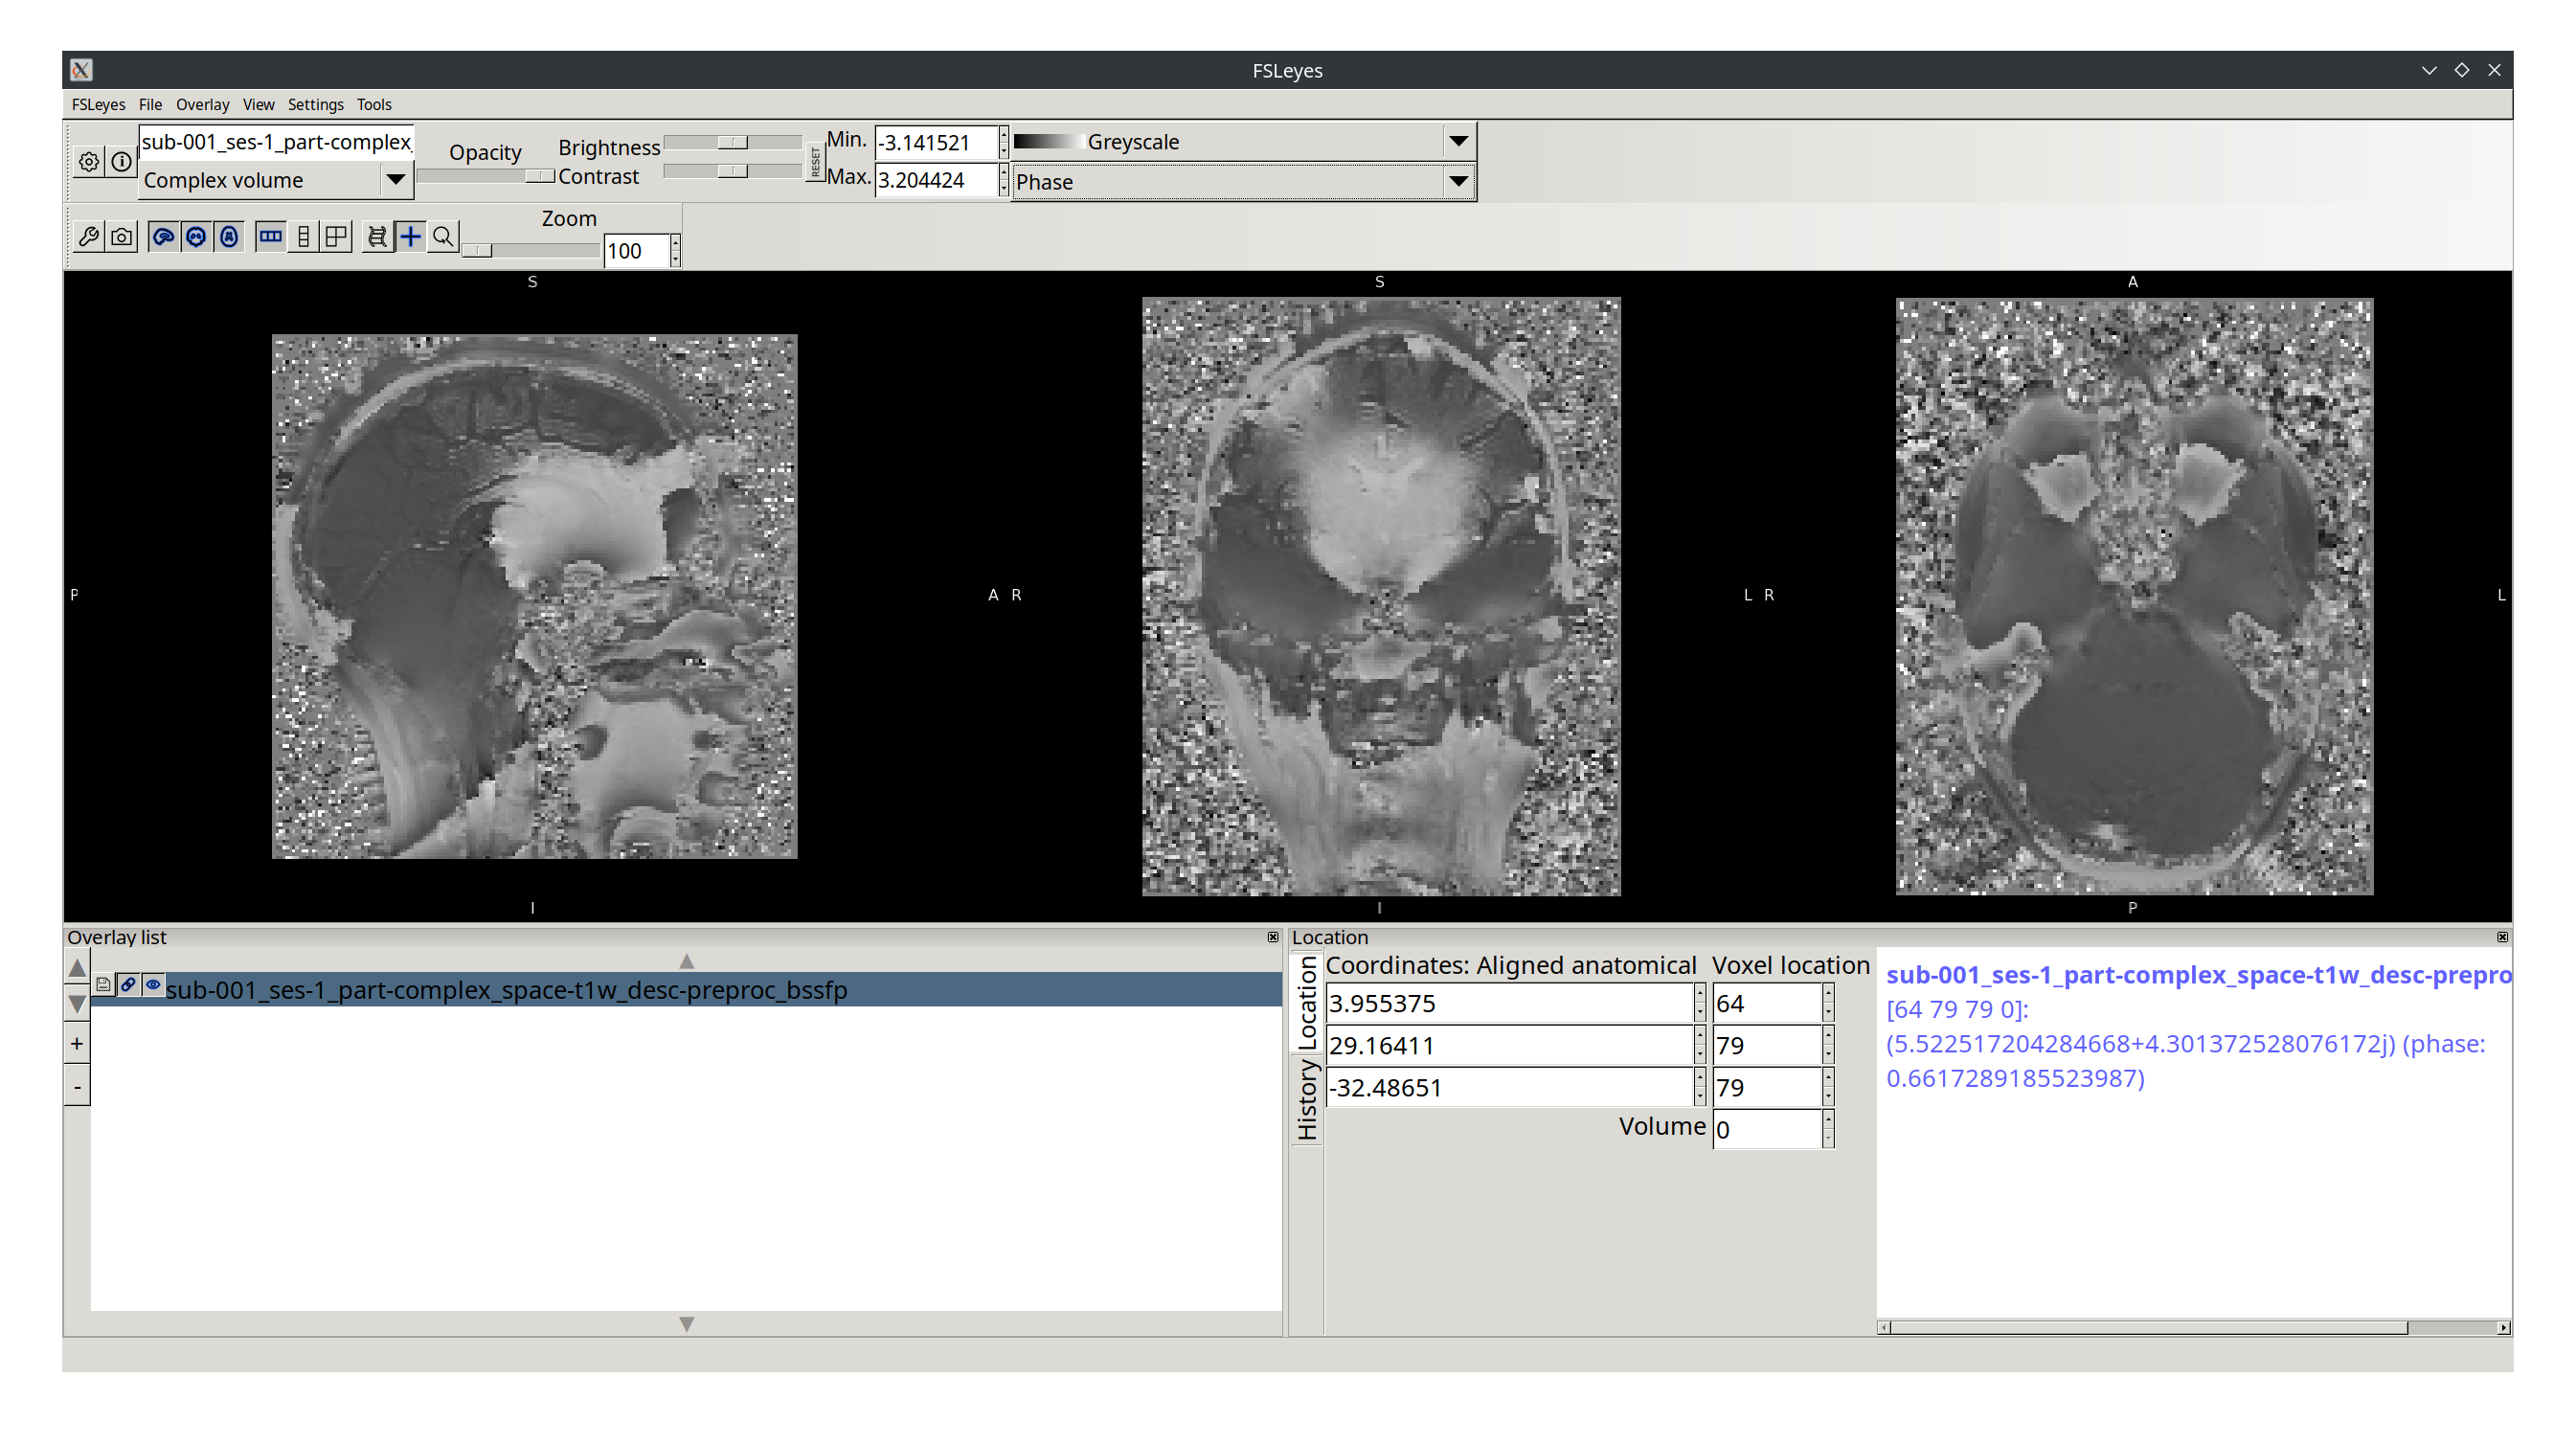 FSLeyes
FSLeyes File Overlay View Settings Tools
sub-001_ses-1_part-complex_
Complex volume
Opacity
Brightness
Contrast
RESET
Min. -3.141521
Max. 3.204424
Greyscale
Phase
Zoom
100
S
P
A
I
S
R
L
I
A
R
L
P
Overlay list
sub-001_ses-1_part-complex_space-t1w_desc-preproc_bssfp
+
-
Location
Location
History
Coordinates: Aligned anatomical Voxel location
3.955375 64
29.16411 79
-32.48651 79
Volume 0
sub-001_ses-1_part-complex_space-t1w_desc-prepro
[64 79 79 0]:
(5.522517204284668+4.301372528076172j) (phase:
0.6617289185523987)